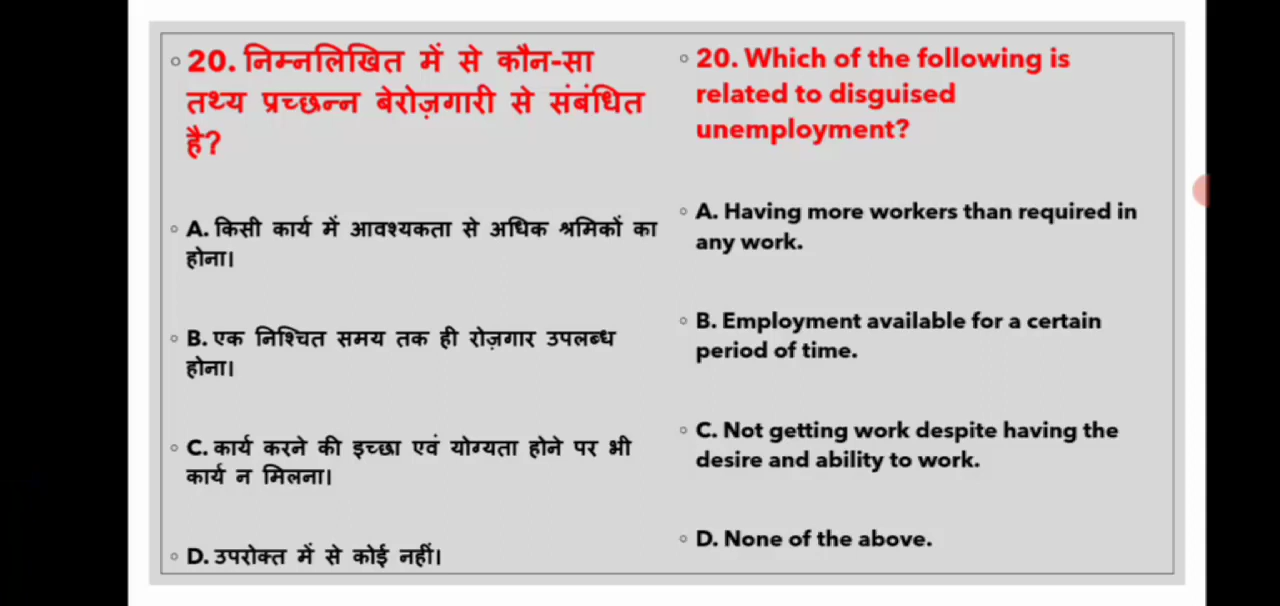 20. निम्नलिखित में से कौन-सा
तथ्य प्रच्छन्न बेरोज़गारी से संबंधित
है?
A. किसी कार्य में आवश्यकता से अधिक श्रमिकों का
होना।
B. एक निश्चित समय तक ही रोज़गार उपलब्ध
होना।
C. कार्य करने की इच्छा एवं योग्यता होने पर भी
कार्य न मिलना।
D. उपरोक्त में से कोई नहीं।
20. Which of the following is
related to disguised
unemployment?
A. Having more workers than required in
any work.
B. Employment available for a certain
period of time.
C. Not getting work despite having the
desire and ability to work.
D. None of the above.